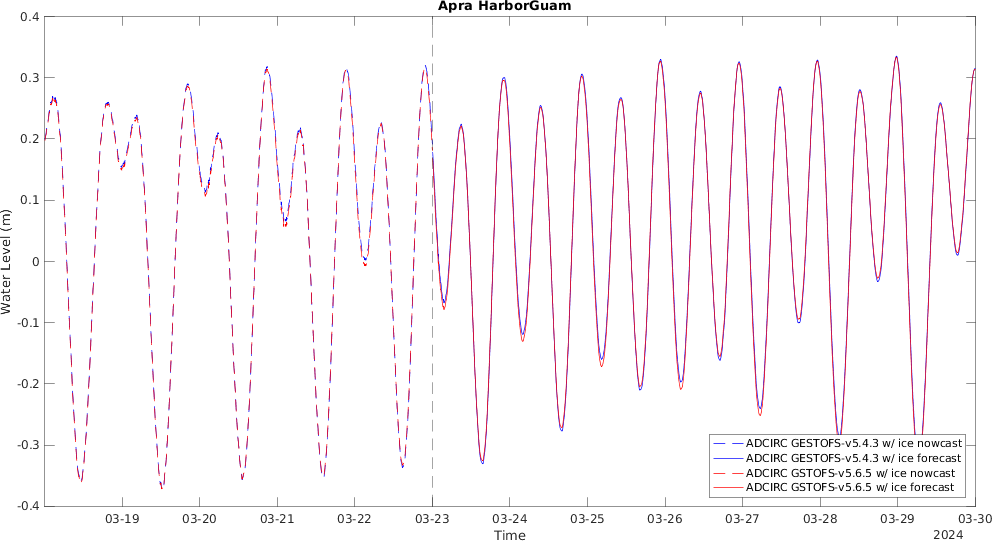 Apra HarborGuam
0.4
0.3
0.2
0.1
0
-0.1
-0.2
-0.3
-0.4
Water Level (m)
ADCIRC GESTOFS-v5.4.3 w/ ice nowcast
ADCIRC GESTOFS-v5.4.3 w/ ice forecast
ADCIRC GSTOFS-v5.6.5 w/ ice nowcast
ADCIRC GSTOFS-v5.6.5 w/ ice forecast
03-19 03-20 03-21 03-22 03-23 03-24 03-25 03-26 03-27 03-28 03-29 03-30
Time
2024